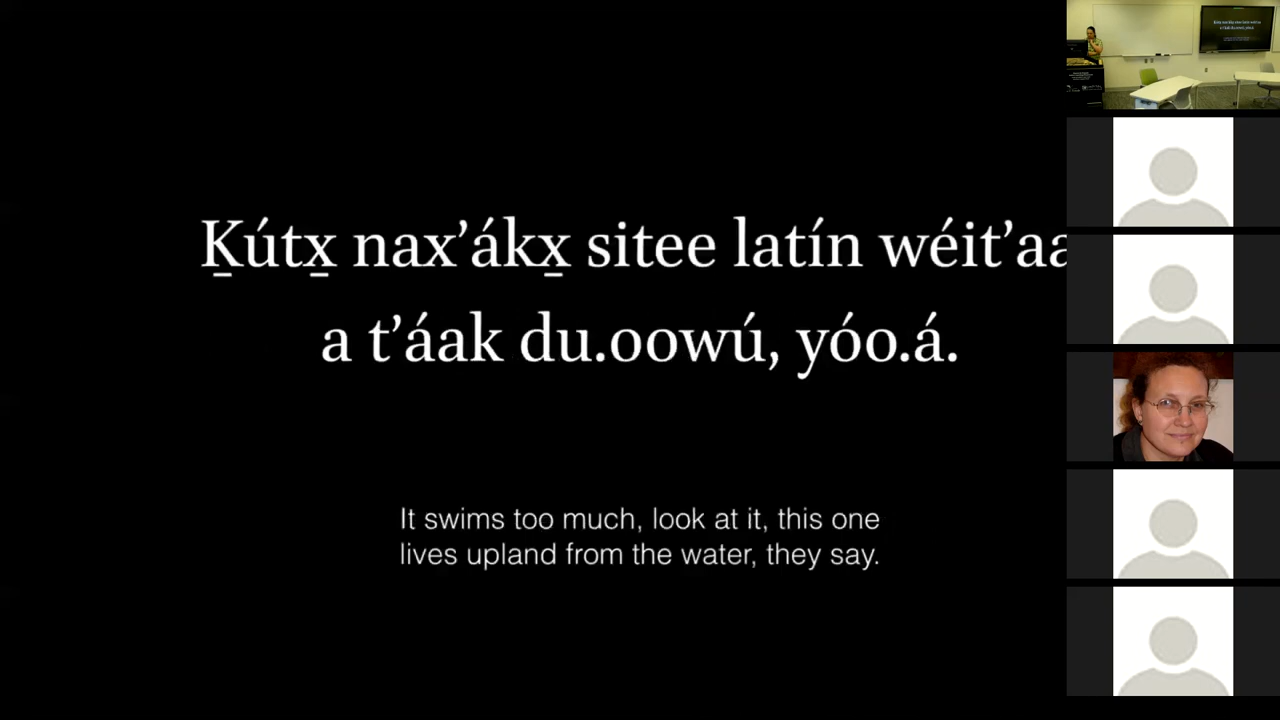 Ḵútx̱ nax’ákx̱ sitee latín wéit’aa
a t’áak du.oowú, yóo.á.
It swims too much, look at it, this one
lives upland from the water, they say.